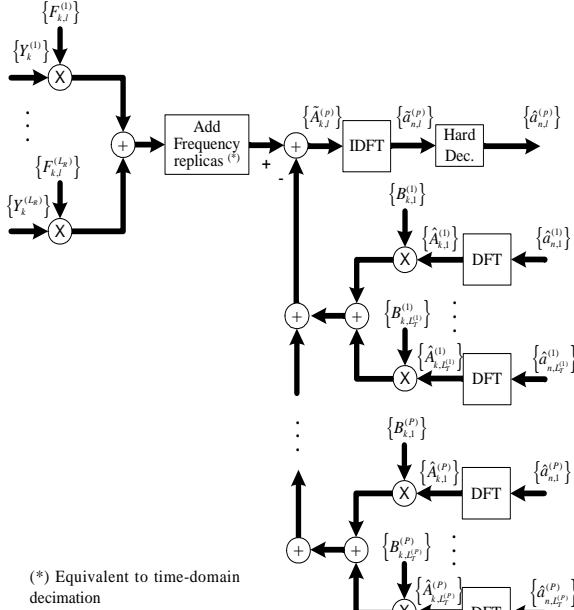 {F_{k,l}^{(1)}}
{Y_k^{(1)}}
X
{F_{k,l}^{(L_R)}}
{Y_k^{(L_R)}}
X
+
Add
Frequency
replicas (*)
+
-
+
{Ã_{k,l}^{(p)}}
IDFT
{ã_{n,l}^{(p)}}
Hard
Dec.
{â_{n,l}^{(p)}}
{B_{k,1}^{(1)}}
X
{Â_{k,1}^{(1)}}
DFT
{â_{n,1}^{(1)}}
+
+
{B_{k,L_T^{(1)}}^{(1)}}
X
{Â_{k,L_T^{(1)}}^{(1)}}
DFT
{â_{n,L_T^{(1)}}^{(1)}}
{B_{k,1}^{(P)}}
X
{Â_{k,1}^{(P)}}
DFT
{â_{n,1}^{(P)}}
+
+
{B_{k,L_T^{(P)}}^{(P)}}
X
{Â_{k,L_T^{(P)}}^{(P)}}
DFT
{â_{n,L_T^{(P)}}^{(P)}}
(*) Equivalent to time-domain
decimation